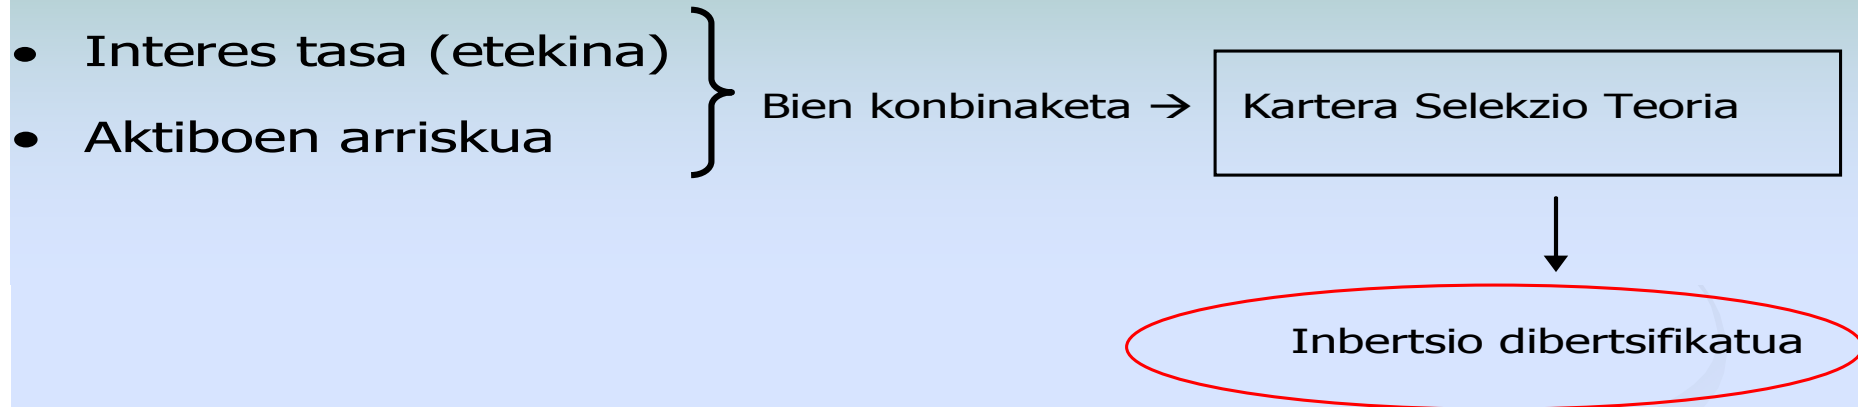 • Interes tasa (etekina)
• Aktiboen arriskua
Bien konbinaketa →
Kartera Selekzio Teoria
Inbertsio dibertsifikatua